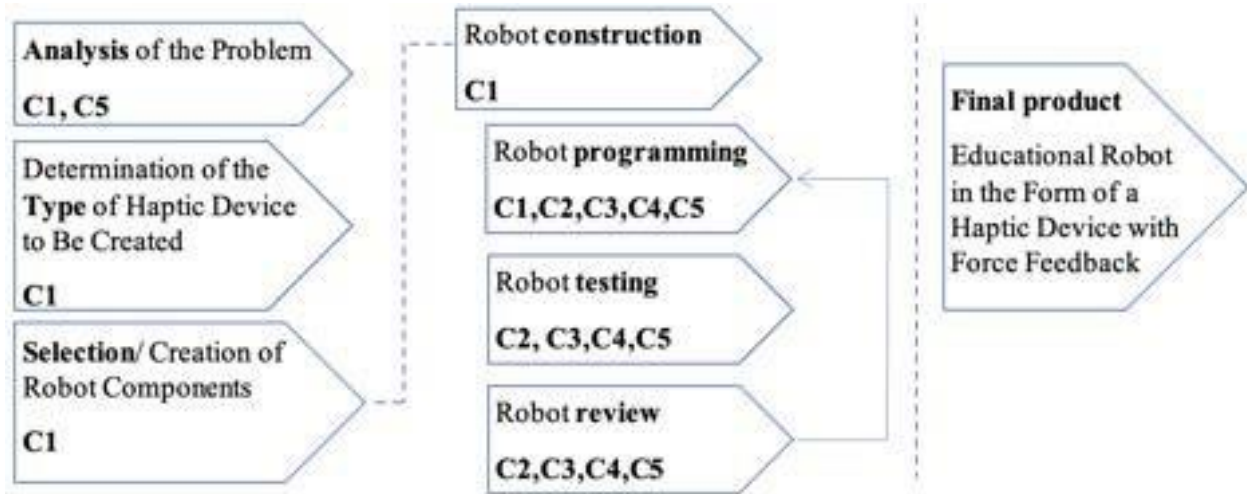 Analysis of the Problem
C1, C5
Determination of the
Type of Haptic Device
to Be Created
C1
Selection/ Creation of
Robot Components
C1
Robot construction
C1
Robot programming
C1,C2,C3,C4,C5
Robot testing
C2, C3,C4,C5
Robot review
C2,C3,C4,C5
Final product
Educational Robot
in the Form of a
Haptic Device with
Force Feedback